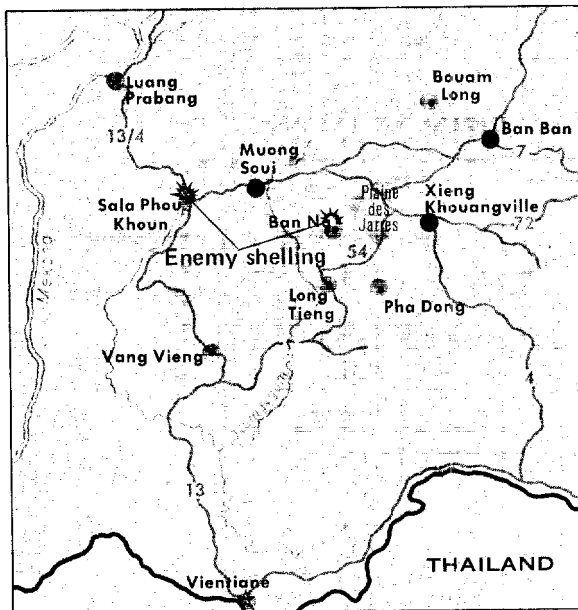 Luang
Prabang
Bouam
Long
13/4
Ban Ban
7
Muong
Soui
Plaine
des
Jarres
Xieng
Khouangville
Sala Phou
Khoun
Ban Na
72
54
Enemy shelling
Mekong
Long
Tieng
Pha Dong
Vang Vieng
4
13
THAILAND
Vientiane